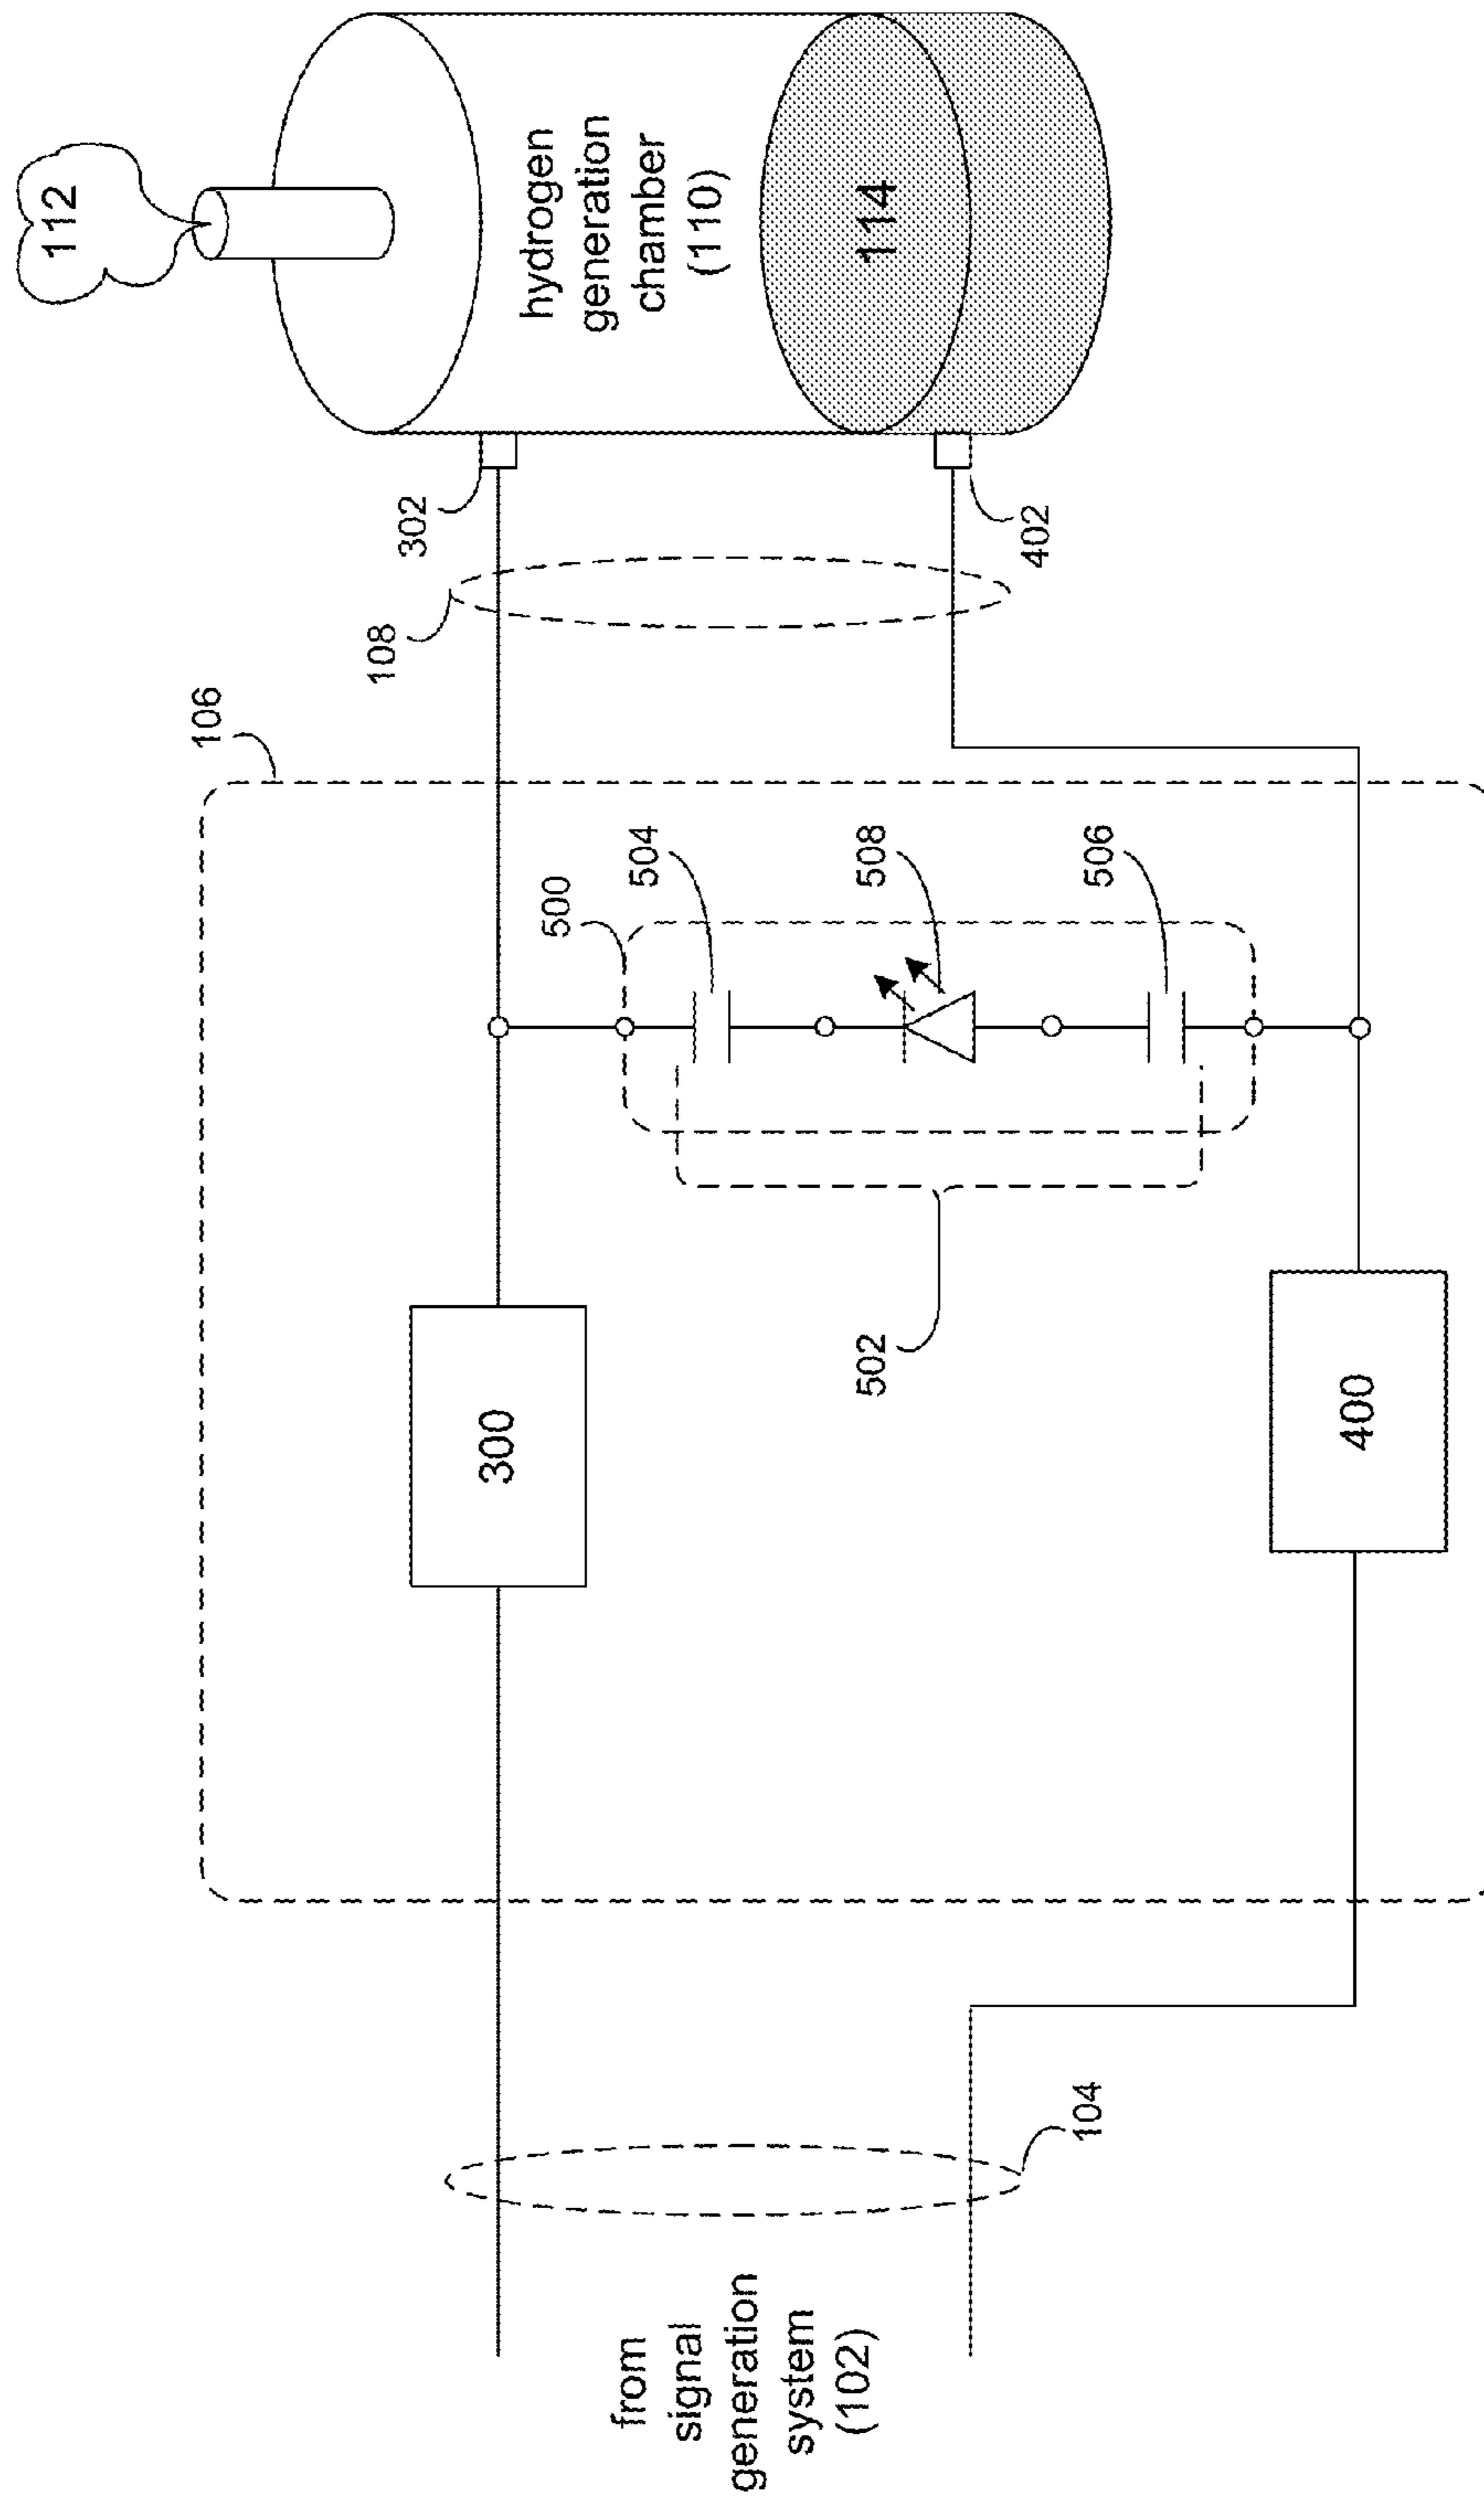 112
hydrogen
generation
chamber
(110)
114
302
402
108
106
500
504
508
506
502
300
400
104
from
signal
generation
system
(102)